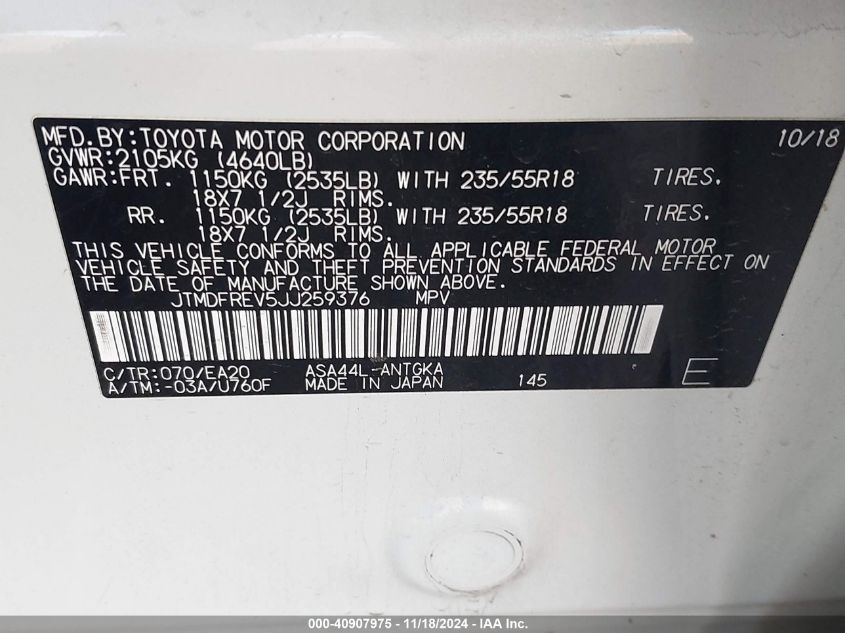 MFD.BY:TOYOTA MOTOR CORPORATION 10/18
GVWR:2105KG (4640LB)
GAWR:FRT. 1150KG (2535LB) WITH 235/55R18 TIRES.
18X7 1/2J RIMS.
RR. 1150KG (2535LB) WITH 235/55R18 TIRES.
18X7 1/2J RIMS.
THIS VEHICLE CONFORMS TO ALL APPLICABLE FEDERAL MOTOR
VEHICLE SAFETY AND THEFT PREVENTION STANDARDS IN EFFECT ON
THE DATE OF MANUFACTURE SHOWN ABOVE.
JTMDFREV5JJ259376 MPV
C/TR:070/EA20 ASA44L-ANTGKA
A/TM:-03A/U760F MADE IN JAPAN 145 E
000-40907975 - 11/18/2024 - IAA Inc.